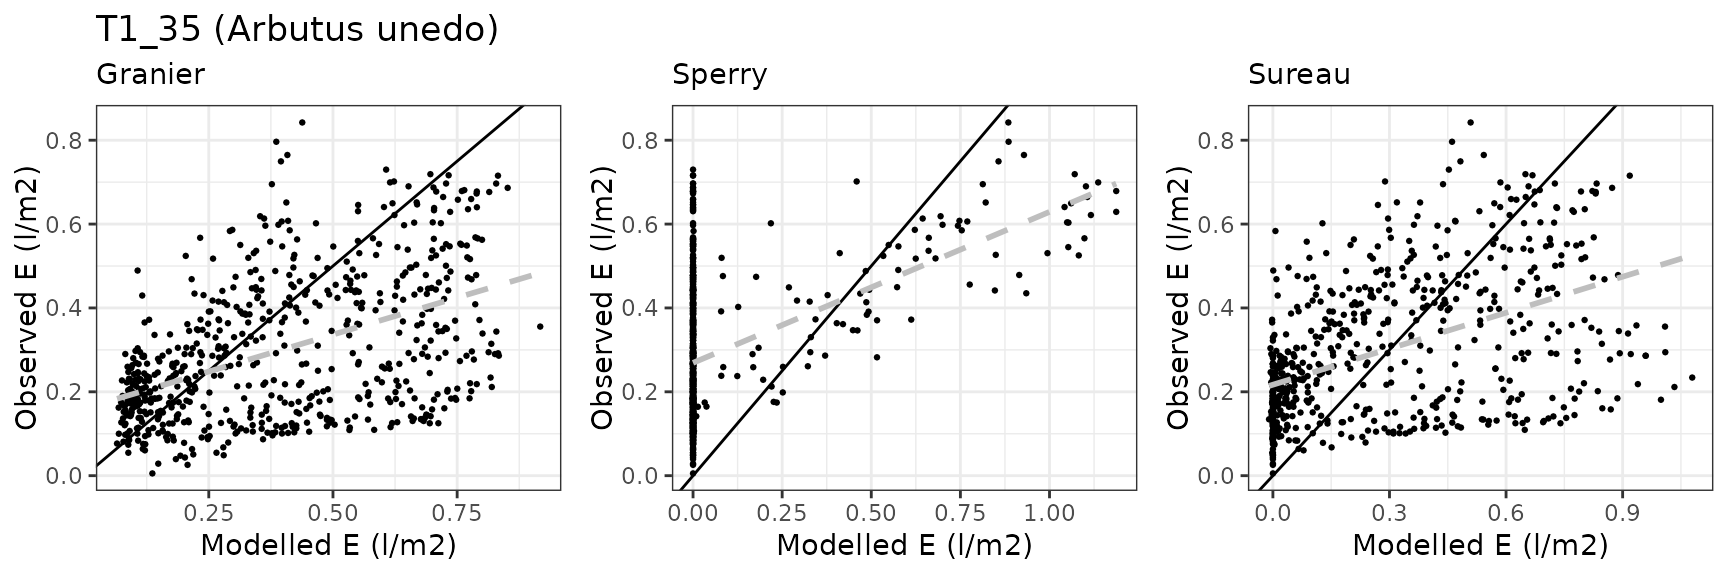 T1_35 (Arbutus unedo)
Granier
Sperry
Sureau
Observed E (l/m2)
0.8
0.6
0.4
0.2
0.0
0.25
0.50
0.75
Modelled E (l/m2)
Observed E (l/m2)
0.8
0.6
0.4
0.2
0.0
0.00
0.25
0.50
0.75
1.00
Modelled E (l/m2)
Observed E (l/m2)
0.8
0.6
0.4
0.2
0.0
0.0
0.3
0.6
0.9
Modelled E (l/m2)